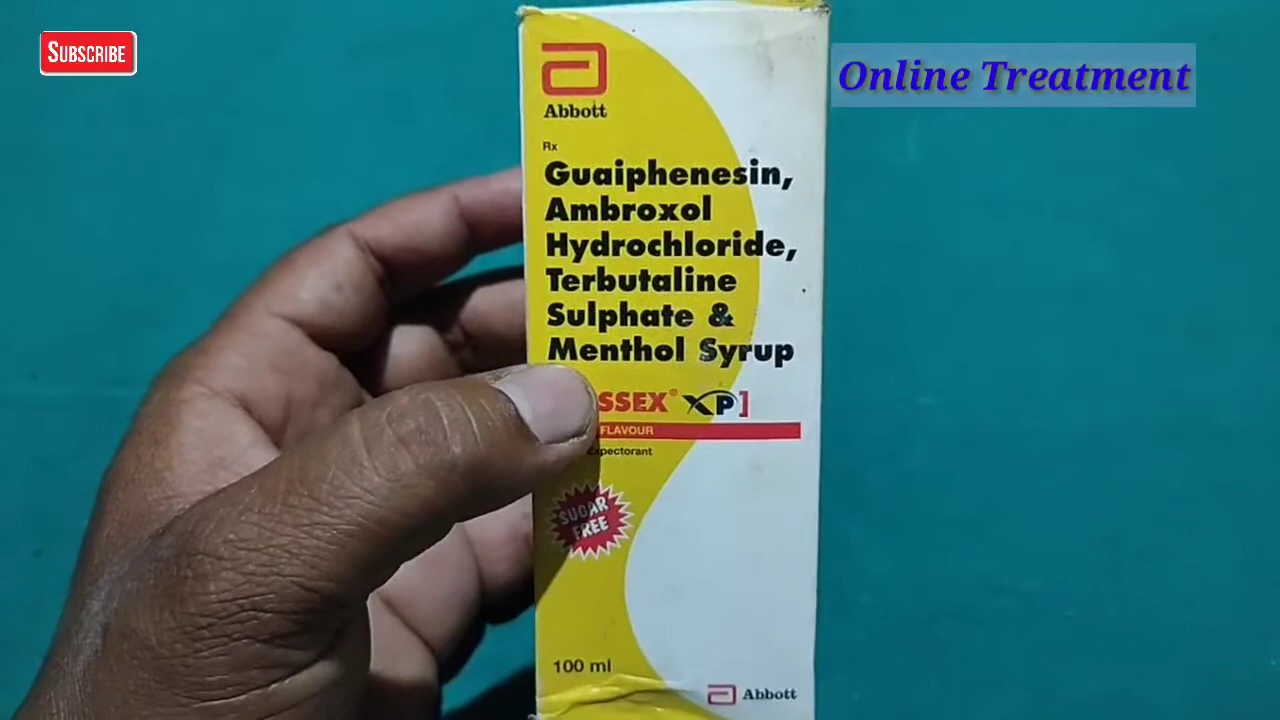 SUBSCRIBE
Online Treatment
Abbott
Rx
Guaiphenesin,
Ambroxol
Hydrochloride,
Terbutaline
Sulphate &
Menthol Syrup
SSEX® XP]
FLAVOUR
Expectorant
SUGAR
FREE
100 ml
Abbott